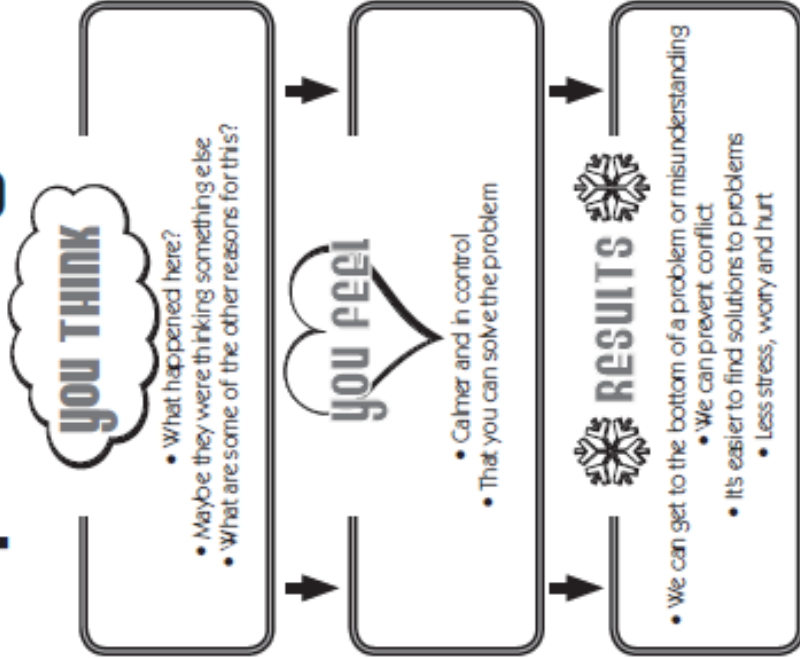 YOU THINK
• What happened here?
• Maybe they were thinking something else
• What are some of the other reasons for this?
YOU FEEL
• Calmer and in control
• That you can solve the problem
RESULTS
• We can get to the bottom of a problem or misunderstanding
• We can prevent conflict
• It's easier to find solutions to problems
• Less stress, worry and hurt